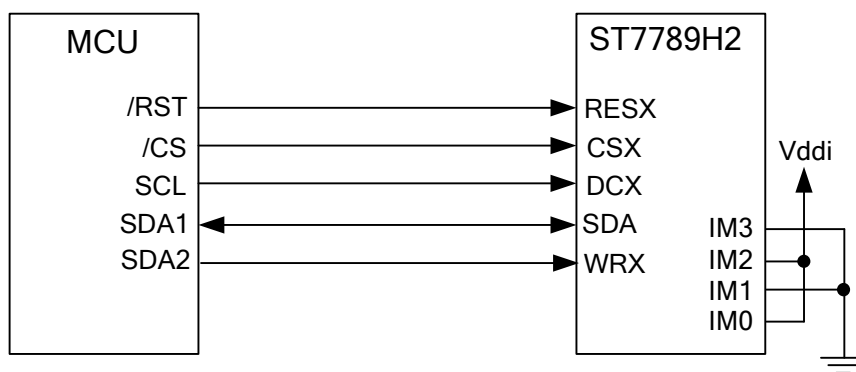 MCU
ST7789H2
/RST
RESX
/CS
CSX
Vddi
SCL
DCX
SDA1
SDA
IM3
SDA2
WRX
IM2
IM1
IM0